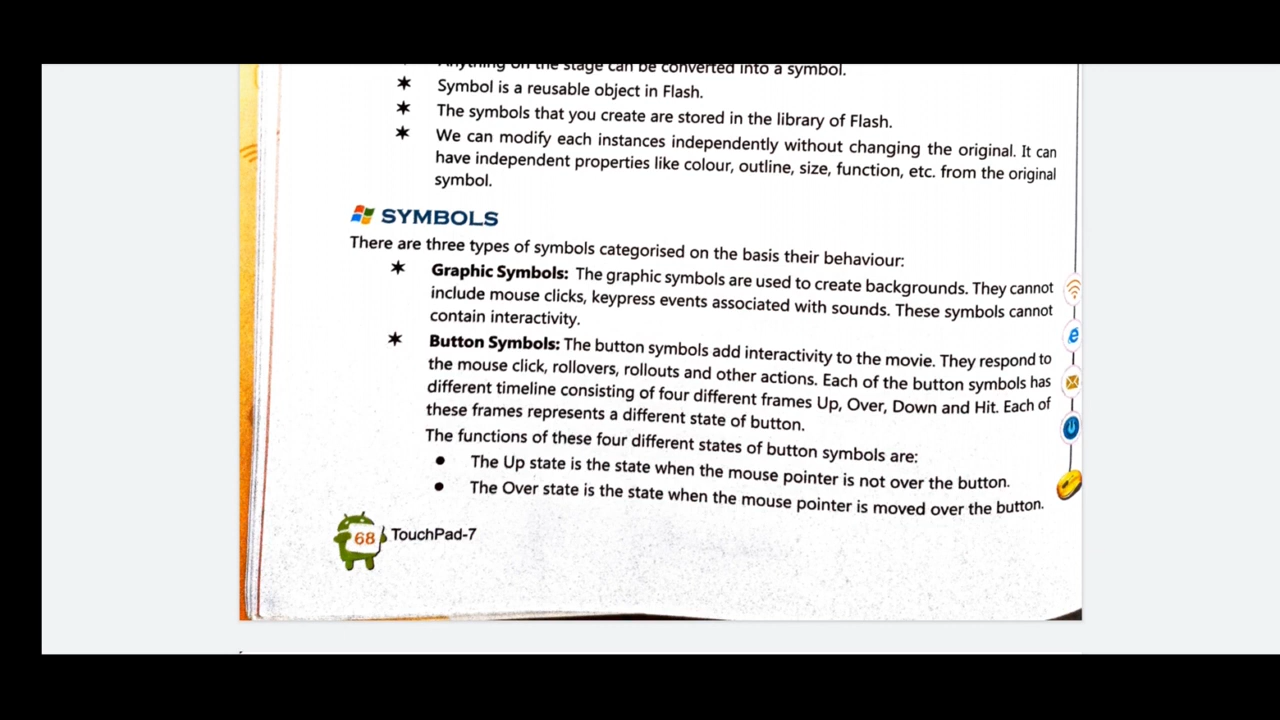 Anything on the stage can be converted into a symbol.
✶ Symbol is a reusable object in Flash.
✶ The symbols that you create are stored in the library of Flash.
✶ We can modify each instances independently without changing the original. It can
have independent properties like colour, outline, size, function, etc. from the original
symbol.
SYMBOLS
There are three types of symbols categorised on the basis their behaviour:
✶ Graphic Symbols: The graphic symbols are used to create backgrounds. They cannot
include mouse clicks, keypress events associated with sounds. These symbols cannot
contain interactivity.
✶ Button Symbols: The button symbols add interactivity to the movie. They respond to
the mouse click, rollovers, rollouts and other actions. Each of the button symbols has
different timeline consisting of four different frames Up, Over, Down and Hit. Each of
these frames represents a different state of button.
The functions of these four different states of button symbols are:
• The Up state is the state when the mouse pointer is not over the button.
• The Over state is the state when the mouse pointer is moved over the button.
68 TouchPad-7